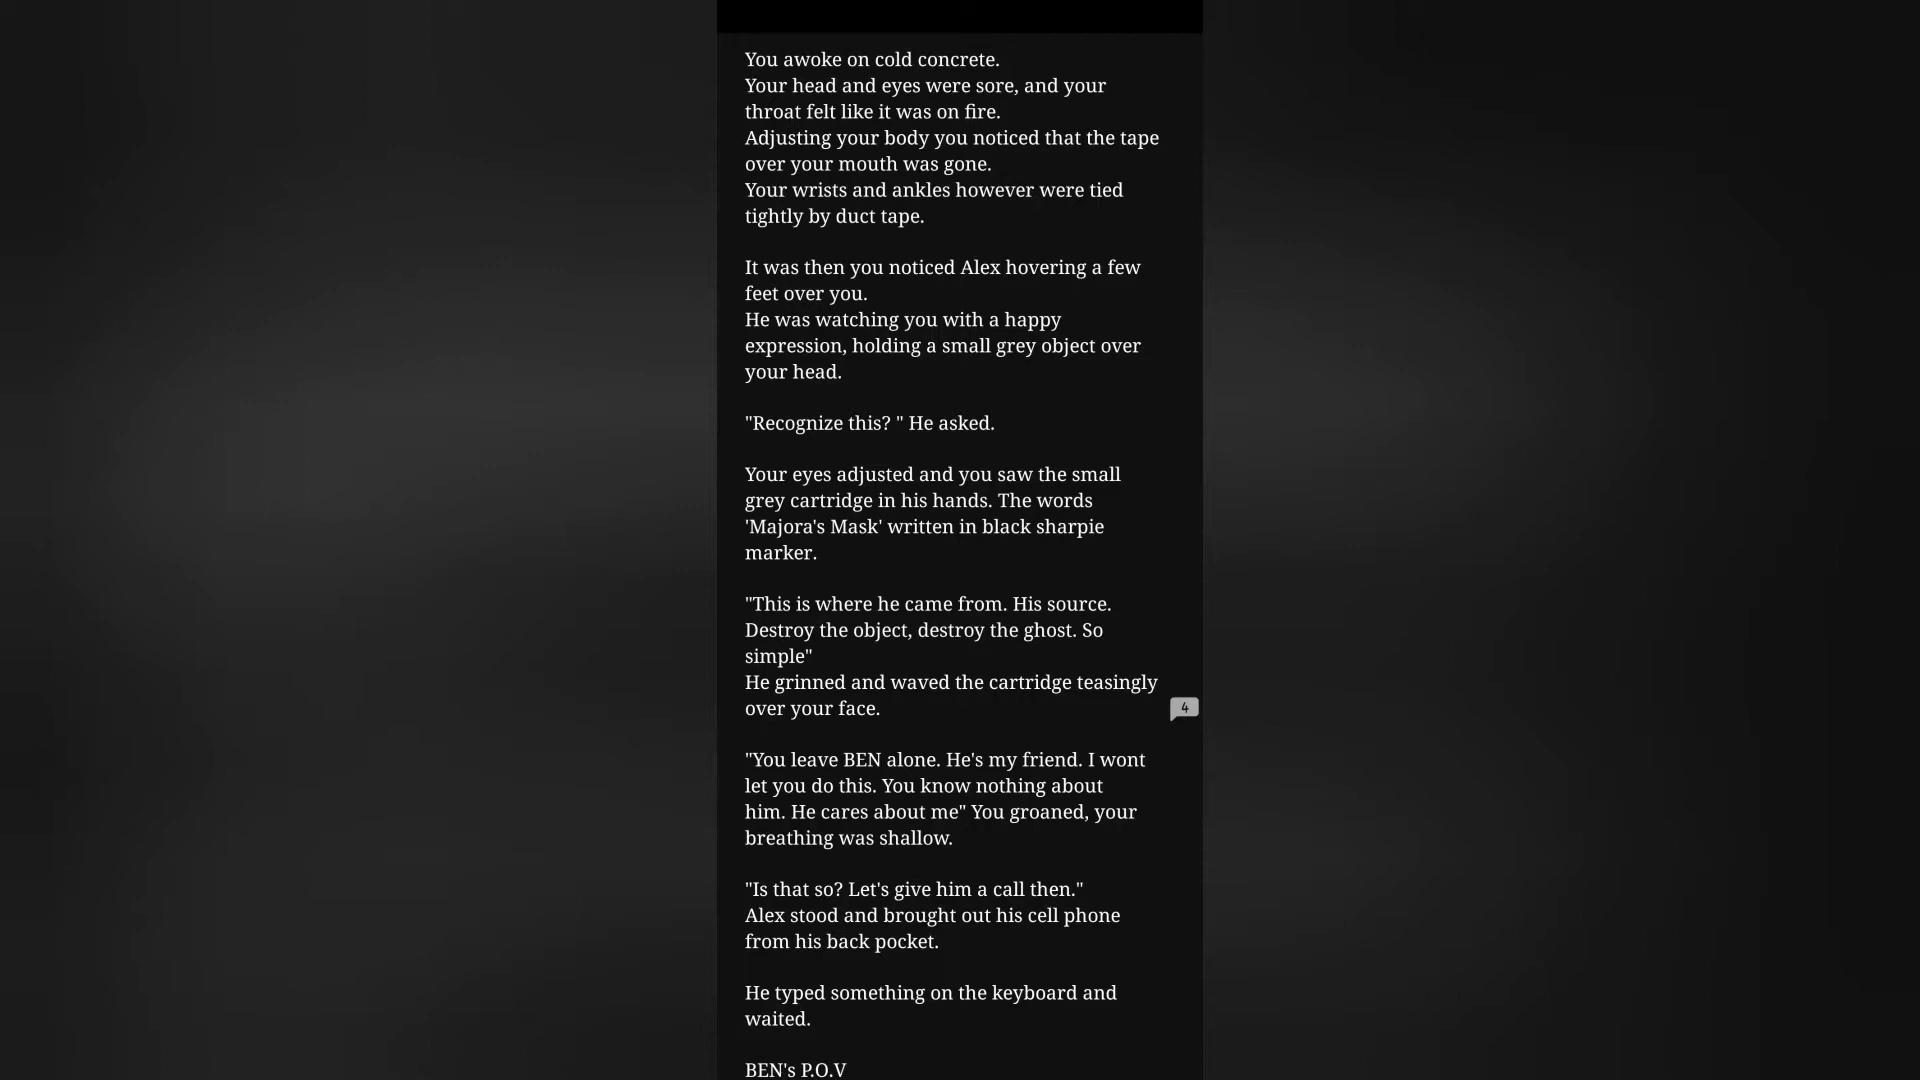 You awoke on cold concrete.
Your head and eyes were sore, and your
throat felt like it was on fire.
Adjusting your body you noticed that the tape
over your mouth was gone.
Your wrists and ankles however were tied
tightly by duct tape.
It was then you noticed Alex hovering a few
feet over you.
He was watching you with a happy
expression, holding a small grey object over
your head.
"Recognize this? " He asked.
Your eyes adjusted and you saw the small
grey cartridge in his hands. The words
'Majora's Mask' written in black sharpie
marker.
"This is where he came from. His source.
Destroy the object, destroy the ghost. So
simple"
He grinned and waved the cartridge teasingly
over your face.
4
"You leave BEN alone. He's my friend. I wont
let you do this. You know nothing about
him. He cares about me" You groaned, your
breathing was shallow.
"Is that so? Let's give him a call then."
Alex stood and brought out his cell phone
from his back pocket.
He typed something on the keyboard and
waited.
BEN's P.O.V